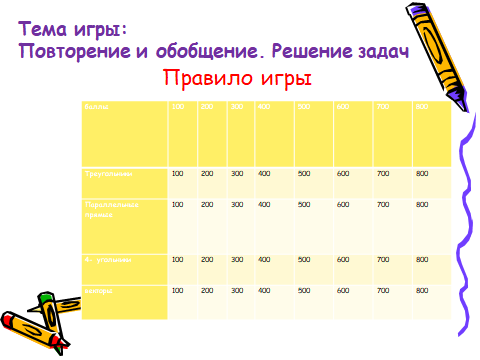 Тема игры:
Повторение и обобщение. Решение задач
Правило игры
Баллы 100 200 300 400 500 600 700 800
Треугольники 100 200 300 400 500 600 700 800
Параллельные 100 200 300 400 500 600 700 800
прямые
4- угольники 100 200 300 400 500 600 700 800
векторы 100 200 300 400 500 600 700 800